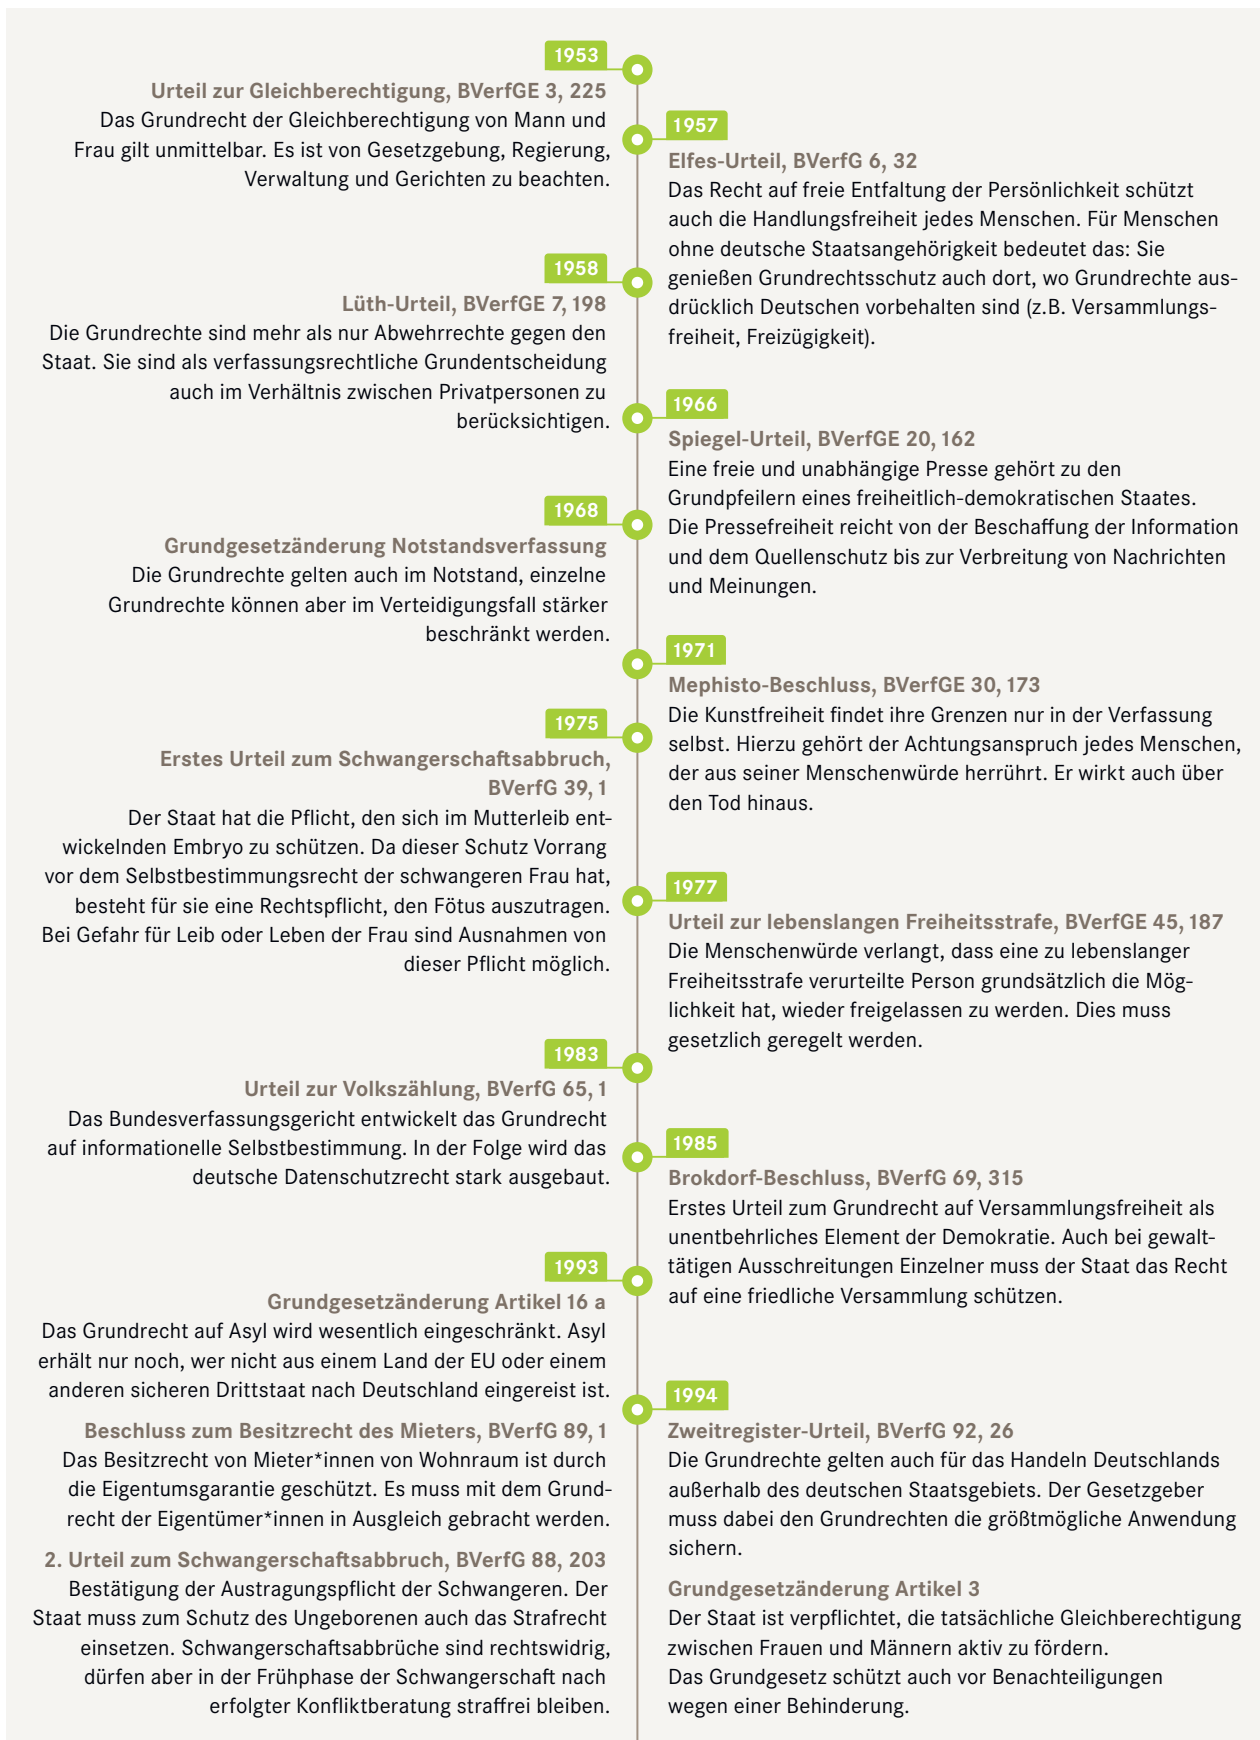 1953
Urteil zur Gleichberechtigung, BVerfGE 3, 225
Das Grundrecht der Gleichberechtigung von Mann und
Frau gilt unmittelbar. Es ist von Gesetzgebung, Regierung,
Verwaltung und Gerichten zu beachten.
1957
Elfes-Urteil, BVerfG 6, 32
Das Recht auf freie Entfaltung der Persönlichkeit schützt
auch die Handlungsfreiheit jedes Menschen. Für Menschen
ohne deutsche Staatsangehörigkeit bedeutet das: Sie
genießen Grundrechtsschutz auch dort, wo Grundrechte aus-
drücklich Deutschen vorbehalten sind (z.B. Versammlungs-
freiheit, Freizügigkeit).
1958
Lüth-Urteil, BVerfGE 7, 198
Die Grundrechte sind mehr als nur Abwehrrechte gegen den
Staat. Sie sind als verfassungsrechtliche Grundentscheidung
auch im Verhältnis zwischen Privatpersonen zu
berücksichtigen.
1966
Spiegel-Urteil, BVerfGE 20, 162
Eine freie und unabhängige Presse gehört zu den
Grundpfeilern eines freiheitlich-demokratischen Staates.
Die Pressefreiheit reicht von der Beschaffung der Information
und dem Quellenschutz bis zur Verbreitung von Nachrichten
und Meinungen.
1968
Grundgesetzänderung Notstandsverfassung
Die Grundrechte gelten auch im Notstand, einzelne
Grundrechte können aber im Verteidigungsfall stärker
beschränkt werden.
1971
Mephisto-Beschluss, BVerfGE 30, 173
Die Kunstfreiheit findet ihre Grenzen nur in der Verfassung
selbst. Hierzu gehört der Achtungsanspruch jedes Menschen,
der aus seiner Menschenwürde herrührt. Er wirkt auch über
den Tod hinaus.
1975
Erstes Urteil zum Schwangerschaftsabbruch,
BVerfG 39, 1
Der Staat hat die Pflicht, den sich im Mutterleib ent-
wickelnden Embryo zu schützen. Da dieser Schutz Vorrang
vor dem Selbstbestimmungsrecht der schwangeren Frau hat,
besteht für sie eine Rechtspflicht, den Fötus auszutragen.
Bei Gefahr für Leib oder Leben der Frau sind Ausnahmen von
dieser Pflicht möglich.
1977
Urteil zur lebenslangen Freiheitsstrafe, BVerfGE 45, 187
Die Menschenwürde verlangt, dass eine zu lebenslanger
Freiheitsstrafe verurteilte Person grundsätzlich die Mög-
lichkeit hat, wieder freigelassen zu werden. Dies muss
gesetzlich geregelt werden.
1983
Urteil zur Volkszählung, BVerfG 65, 1
Das Bundesverfassungsgericht entwickelt das Grundrecht
auf informationelle Selbstbestimmung. In der Folge wird das
deutsche Datenschutzrecht stark ausgebaut.
1985
Brokdorf-Beschluss, BVerfG 69, 315
Erstes Urteil zum Grundrecht auf Versammlungsfreiheit als
unentbehrliches Element der Demokratie. Auch bei gewalt-
tätigen Ausschreitungen Einzelner muss der Staat das Recht
auf eine friedliche Versammlung schützen.
1993
Grundgesetzänderung Artikel 16 a
Das Grundrecht auf Asyl wird wesentlich eingeschränkt. Asyl
erhält nur noch, wer nicht aus einem Land der EU oder einem
anderen sicheren Drittstaat nach Deutschland eingereist ist.
Beschluss zum Besitzrecht des Mieters, BVerfG 89, 1
Das Besitzrecht von Mieter*innen von Wohnraum ist durch
die Eigentumsgarantie geschützt. Es muss mit dem Grund-
recht der Eigentümer*innen in Ausgleich gebracht werden.
2. Urteil zum Schwangerschaftsabbruch, BVerfG 88, 203
Bestätigung der Austragungspflicht der Schwangeren. Der
Staat muss zum Schutz des Ungeborenen auch das Strafrecht
einsetzen. Schwangerschaftsabbrüche sind rechtswidrig,
dürfen aber in der Frühphase der Schwangerschaft nach
erfolgter Konfliktberatung straffrei bleiben.
1994
Zweitregister-Urteil, BVerfG 92, 26
Die Grundrechte gelten auch für das Handeln Deutschlands
außerhalb des deutschen Staatsgebiets. Der Gesetzgeber
muss dabei den Grundrechten die größtmögliche Anwendung
sichern.
Grundgesetzänderung Artikel 3
Der Staat ist verpflichtet, die tatsächliche Gleichberechtigung
zwischen Frauen und Männern aktiv zu fördern.
Das Grundgesetz schützt auch vor Benachteiligungen
wegen einer Behinderung.